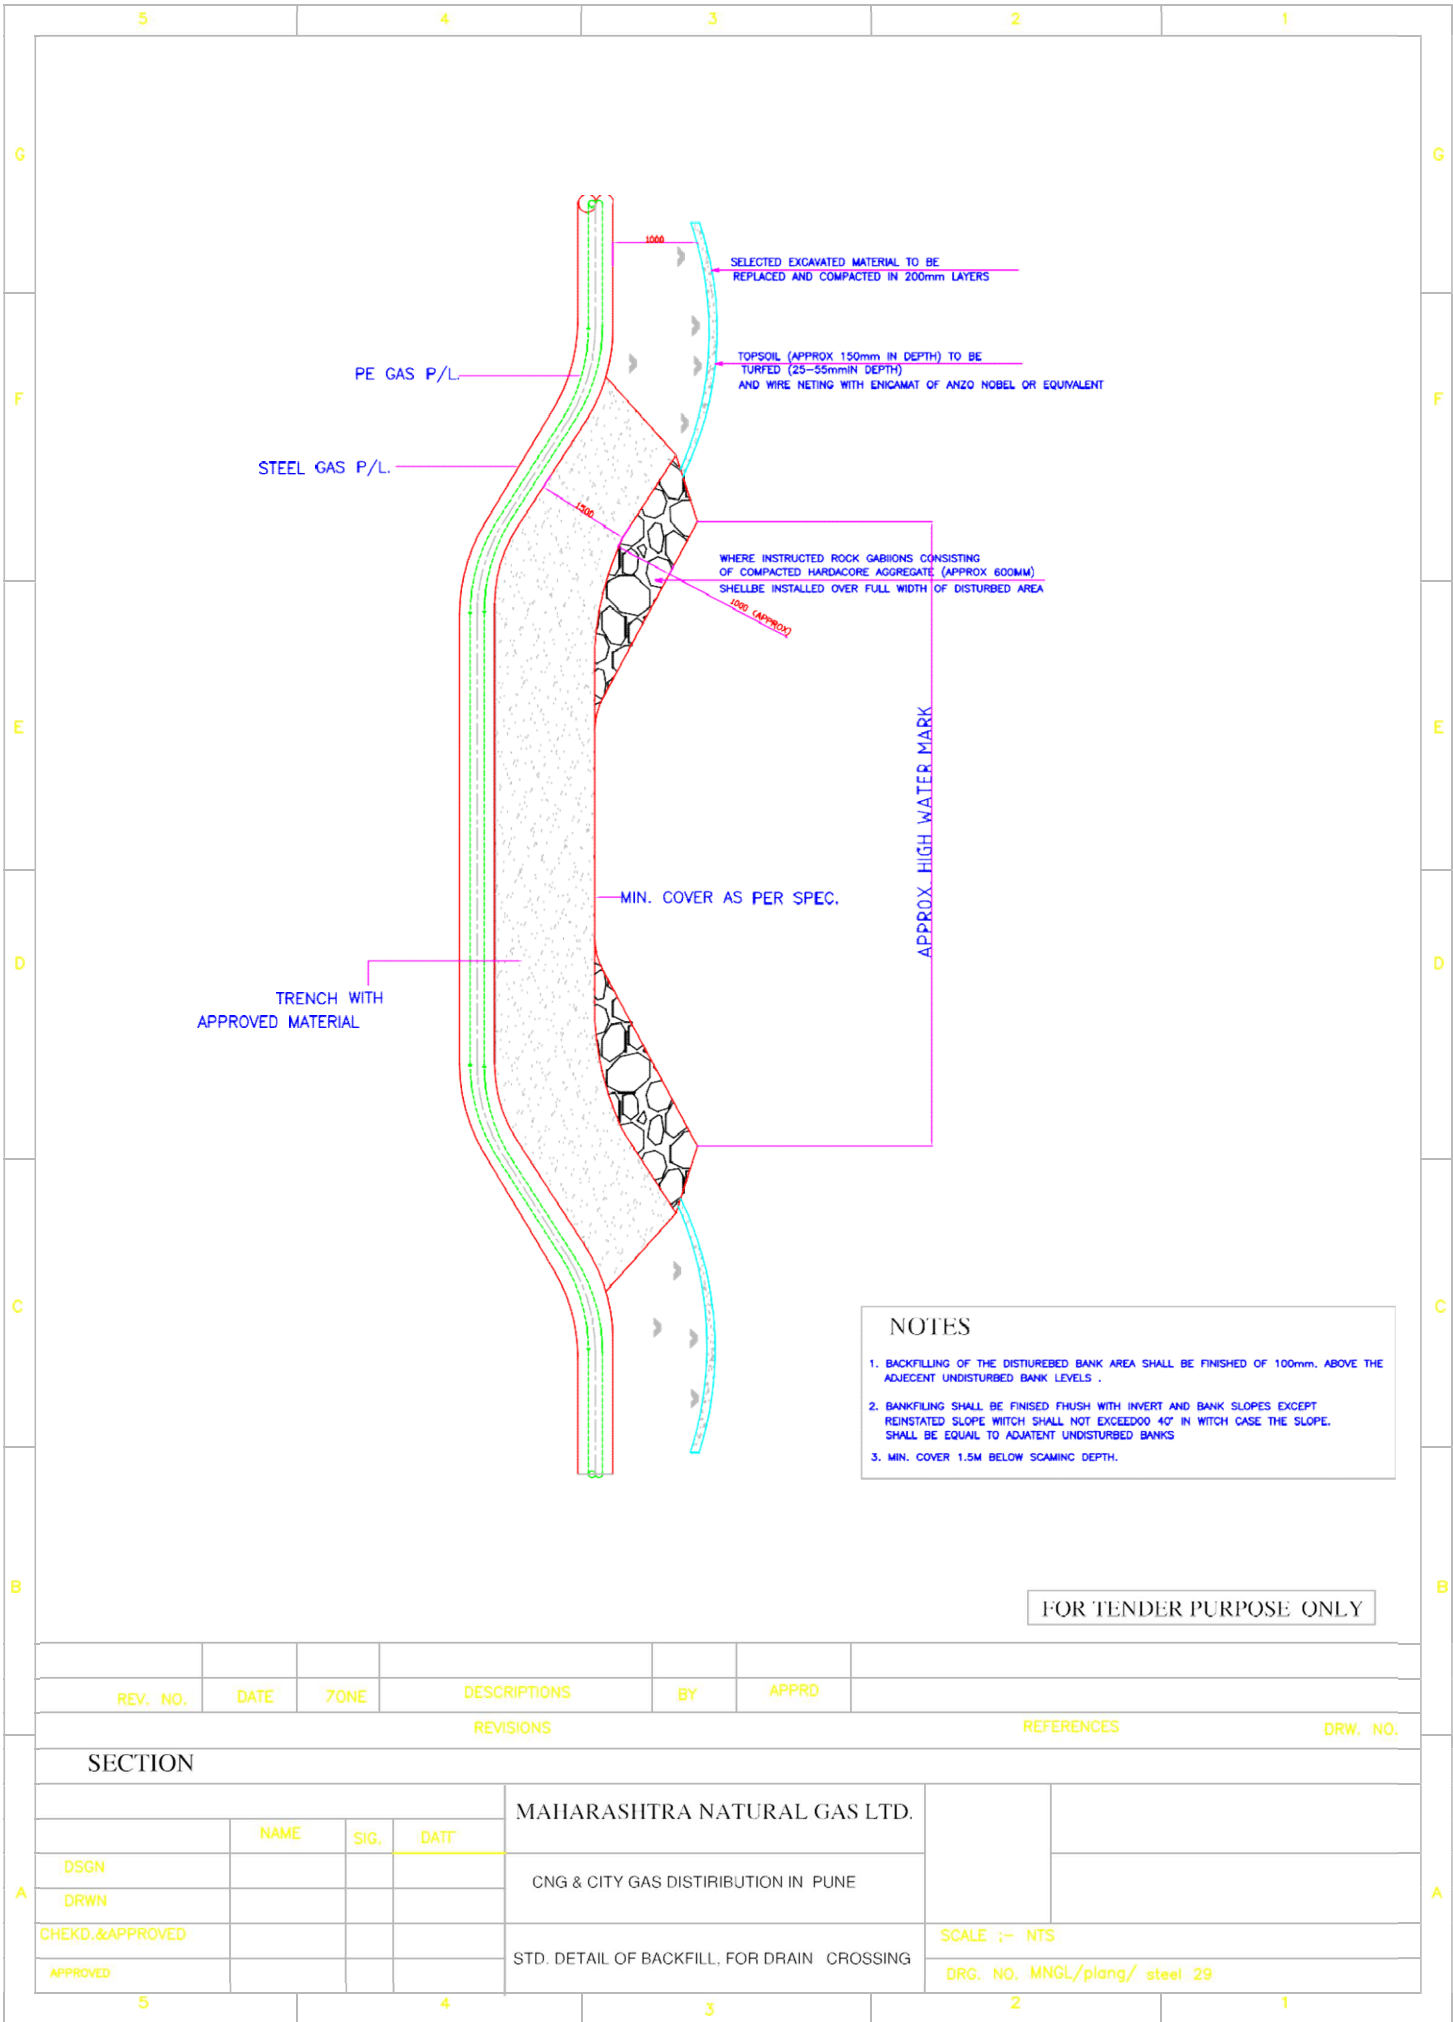 5 4 3 2 1
G G
1000
SELECTED EXCAVATED MATERIAL TO BE
REPLACED AND COMPACTED IN 200mm LAYERS
TOPSOIL (APPROX 150mm IN DEPTH) TO BE
TURFED (25-55mmIN DEPTH)
AND WIRE NETING WITH ENICAMAT OF ANZO NOBEL OR EQUIVALENT
PE GAS P/L.
F F
STEEL GAS P/L.
1500
WHERE INSTRUCTED ROCK GABIIONS CONSISTING
OF COMPACTED HARDACORE AGGREGATE (APPROX 600MM)
SHELLBE INSTALLED OVER FULL WIDTH OF DISTURBED AREA
1000 (APPROX)
E E
APPROX. HIGH WATER MARK
MIN. COVER AS PER SPEC.
D D
TRENCH WITH
APPROVED MATERIAL
C C
NOTES
1. BACKFILLING OF THE DISTIUREBED BANK AREA SHALL BE FINISHED OF 100mm. ABOVE THE
ADJECENT UNDISTURBED BANK LEVELS .
2. BANKFILING SHALL BE FINISED FHUSH WITH INVERT AND BANK SLOPES EXCEPT
REINSTATED SLOPE WIITCH SHALL NOT EXCEEDOO 40° IN WITCH CASE THE SLOPE.
SHALL BE EQUAIL TO ADJATENT UNDISTURBED BANKS
3. MIN. COVER 1.5M BELOW SCAMINC DEPTH.
B B
FOR TENDER PURPOSE ONLY
REV. NO. DATE ZONE DESCRIPTIONS BY APPRD
REVISIONS REFERENCES DRW. NO.
SECTION
MAHARASHTRA NATURAL GAS LTD.
NAME SIG. DATE
DSGN
CNG & CITY GAS DISTIRIBUTION IN PUNE
A A
DRWN
CHEKD.&APPROVED
SCALE :- NTS
STD. DETAIL OF BACKFILL, FOR DRAIN CROSSING
APPROVED
DRG. NO. MNGL/plang/ steel 29
5 4 3 2 1